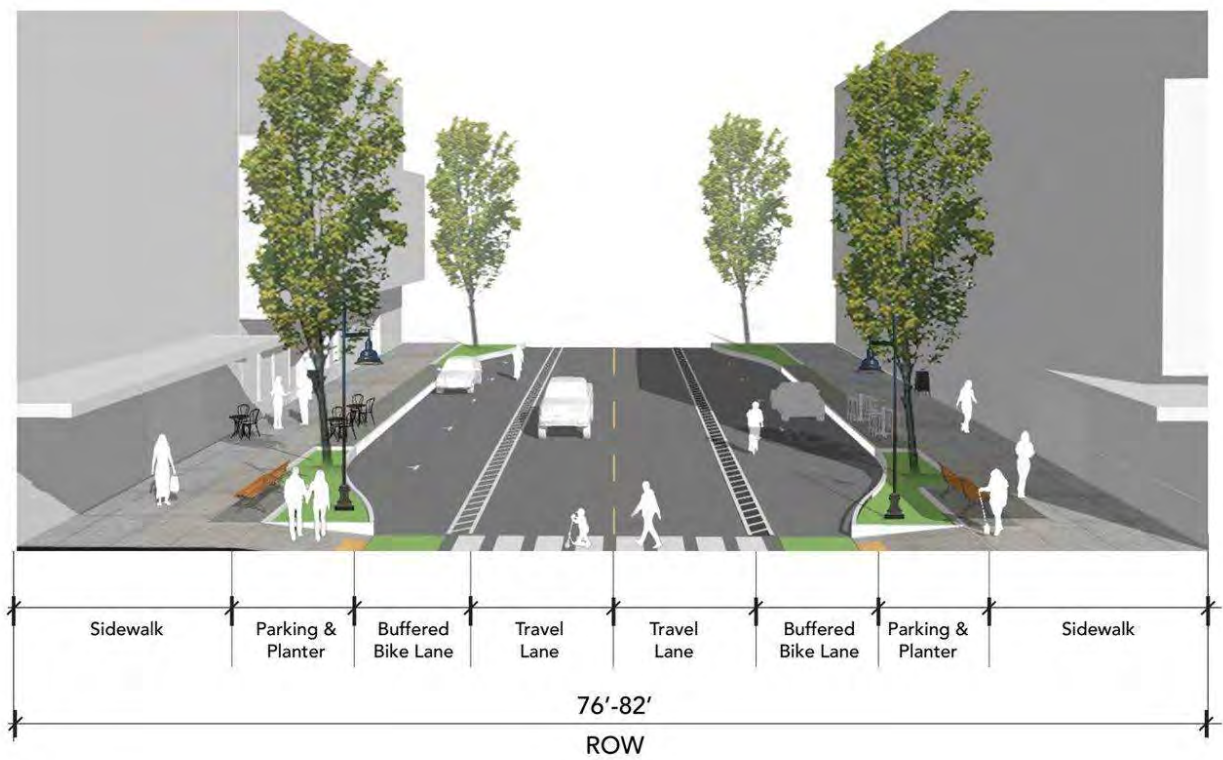 Sidewalk
Parking &
Planter
Buffered
Bike Lane
Travel
Lane
Travel
Lane
Buffered
Bike Lane
Parking &
Planter
Sidewalk
76'-82'
ROW